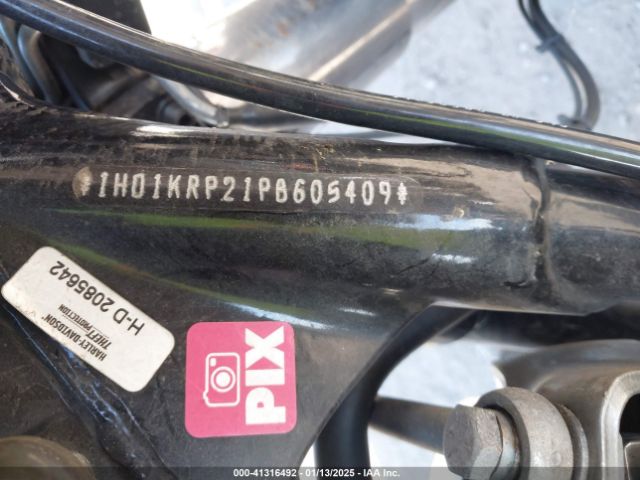 *1HD1KRP21PB605409*
HARLEY-DAVIDSON
THEFT PROTECTION
H-D 2085642
PIX
000-41316492 - 01/13/2025 - IAA Inc.